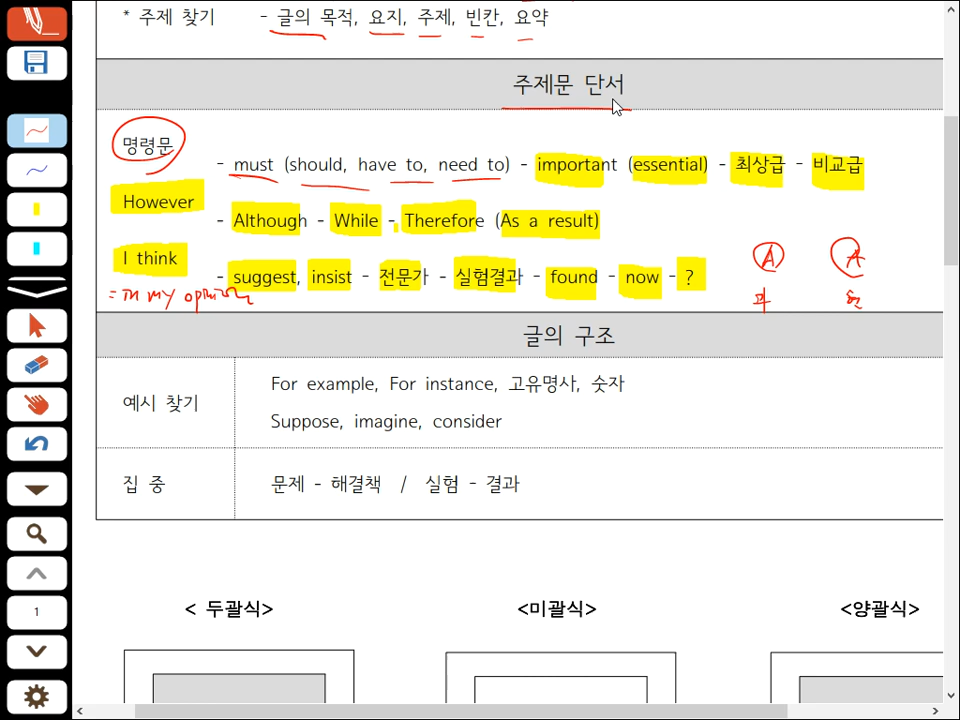 * 주제 찾기 - 글의 목적, 요지, 주제, 빈칸, 요약
주제문 단서
명령문
- must (should, have to, need to) - important (essential) - 최상급 - 비교급
However
- Although - While - Therefore (As a result)
I think
- suggest, insist - 전문가 - 실험결과 - found - now - ?
= In my opinion
A A
과 현
글의 구조
예시 찾기
For example, For instance, 고유명사, 숫자
Suppose, imagine, consider
집 중
문제 - 해결책 / 실험 - 결과
< 두괄식> <미괄식> <양괄식>
1